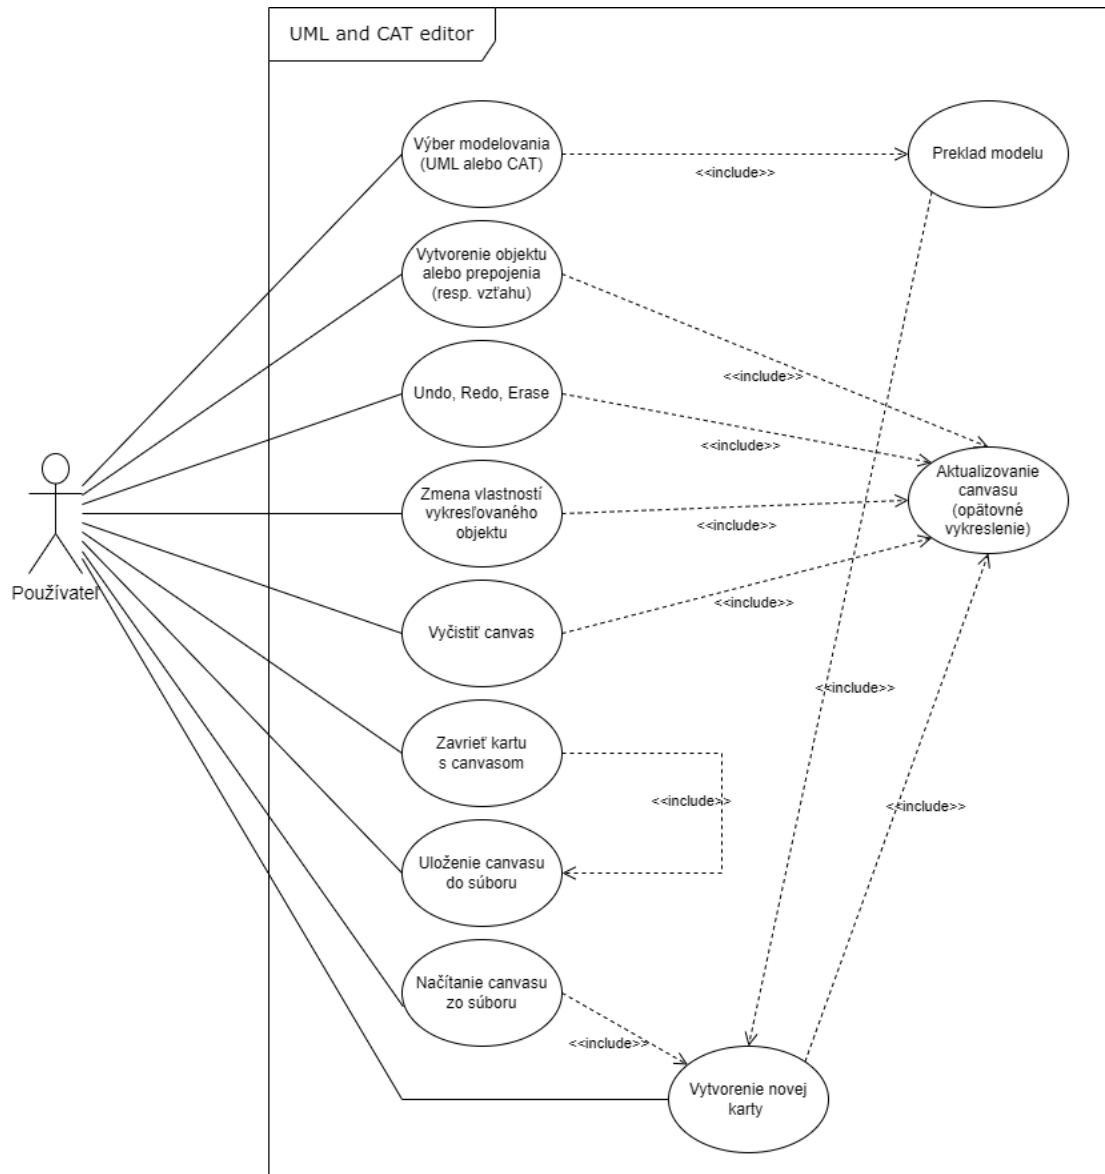 UML and CAT editor
Výber modelovania
(UML alebo CAT)
<<include>>
Preklad modelu
Vytvorenie objektu
alebo prepojenia
(resp. vzťahu)
<<include>>
Undo, Redo, Erase
<<include>>
Aktualizovanie
canvasu
(opätovné
vykreslenie)
Zmena vlastností
vykresľovaného
objektu
<<include>>
Používateľ
Vyčistiť canvas
<<include>>
<<include>>
Zavrieť kartu
s canvasom
<<include>>
<<include>>
Uloženie canvasu
do súboru
Načítanie canvasu
zo súboru
<<include>>
Vytvorenie novej
karty